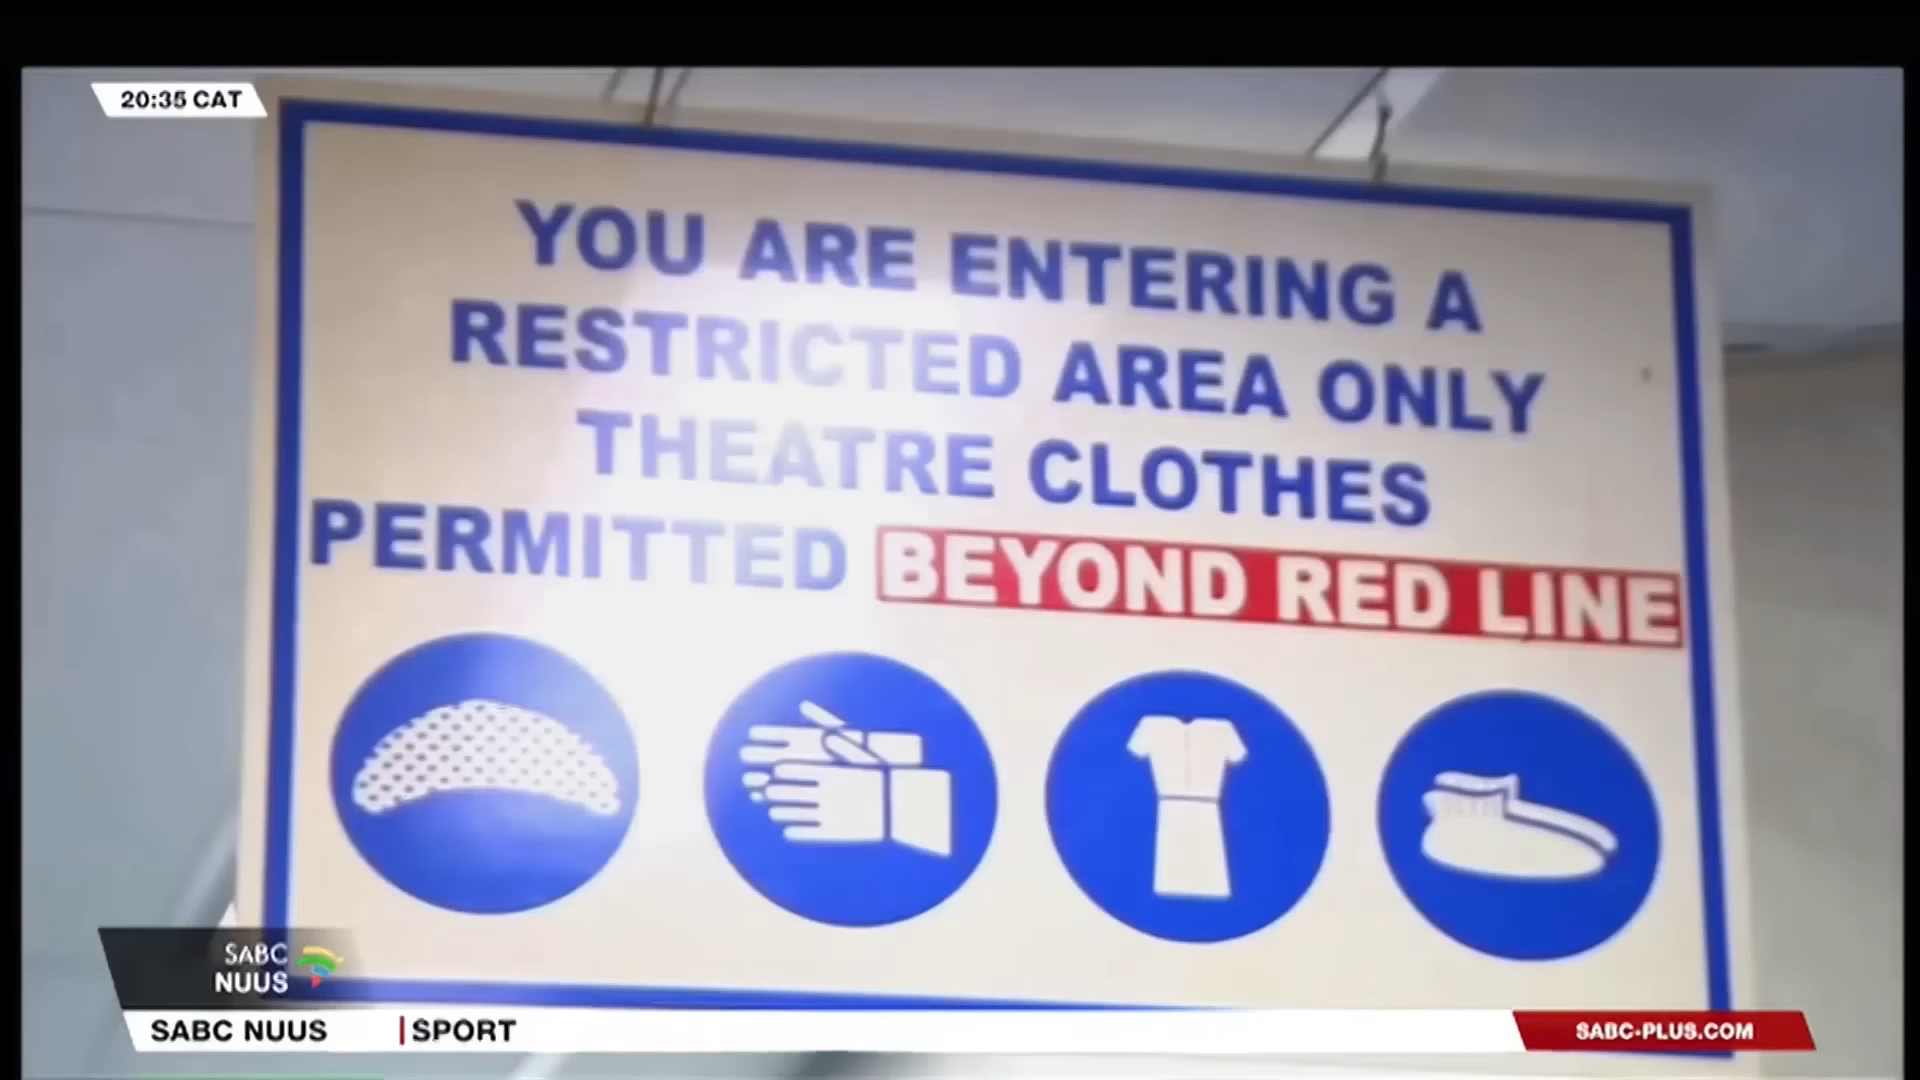 20:35 CAT
YOU ARE ENTERING A
RESTRICTED AREA ONLY
THEATRE CLOTHES
PERMITTED BEYOND RED LINE
SABC
NUUS
SABC NUUS | SPORT
SABC-PLUS.COM